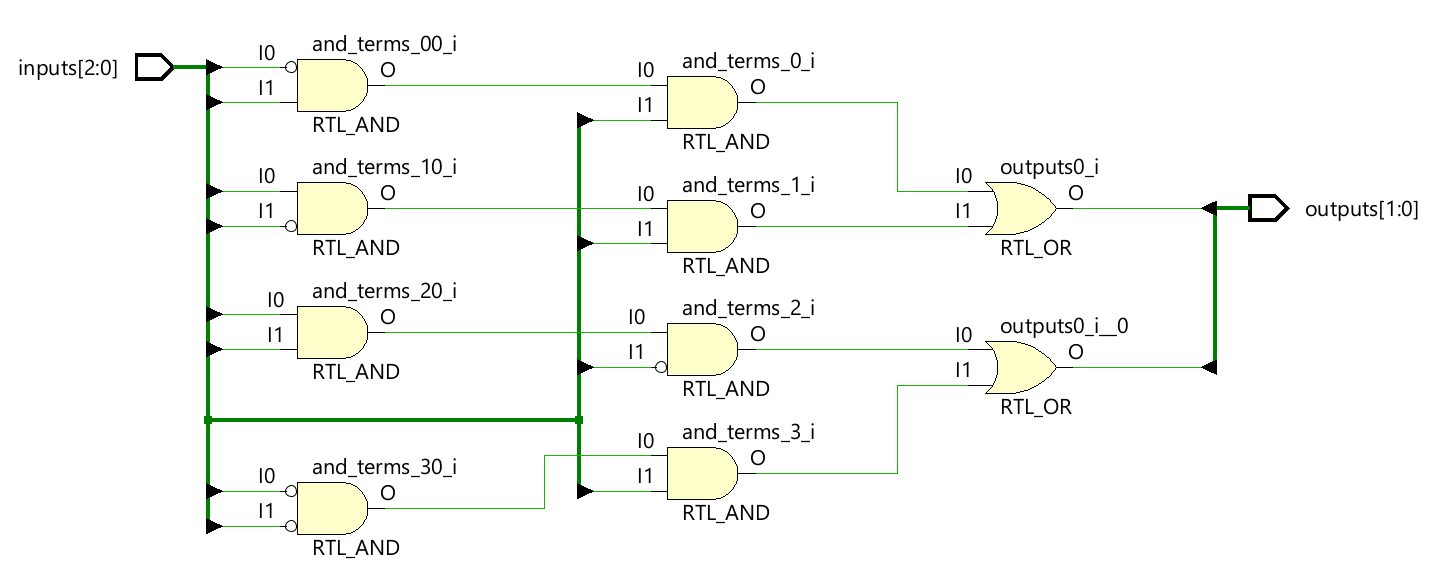 inputs[2:0]
and_terms_00_i
I0
I1
O
RTL_AND
and_terms_10_i
I0
I1
O
RTL_AND
and_terms_20_i
I0
I1
O
RTL_AND
and_terms_30_i
I0
I1
O
RTL_AND
and_terms_0_i
I0
I1
O
RTL_AND
and_terms_1_i
I0
I1
O
RTL_AND
and_terms_2_i
I0
I1
O
RTL_AND
and_terms_3_i
I0
I1
O
RTL_AND
outputs0_i
I0
I1
O
RTL_OR
outputs0_i__0
I0
I1
O
RTL_OR
outputs[1:0]